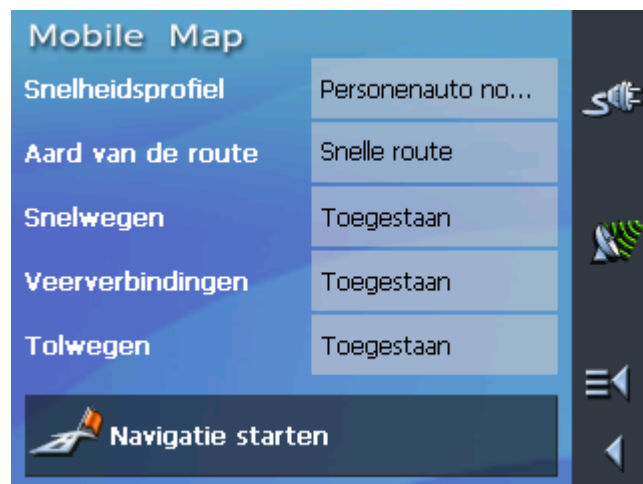 Mobile Map
Snelheidsprofiel Personenauto no...
Aard van de route Snelle route
Snelwegen Toegestaan
Veerverbindingen Toegestaan
Tolwegen Toegestaan
Navigatie starten